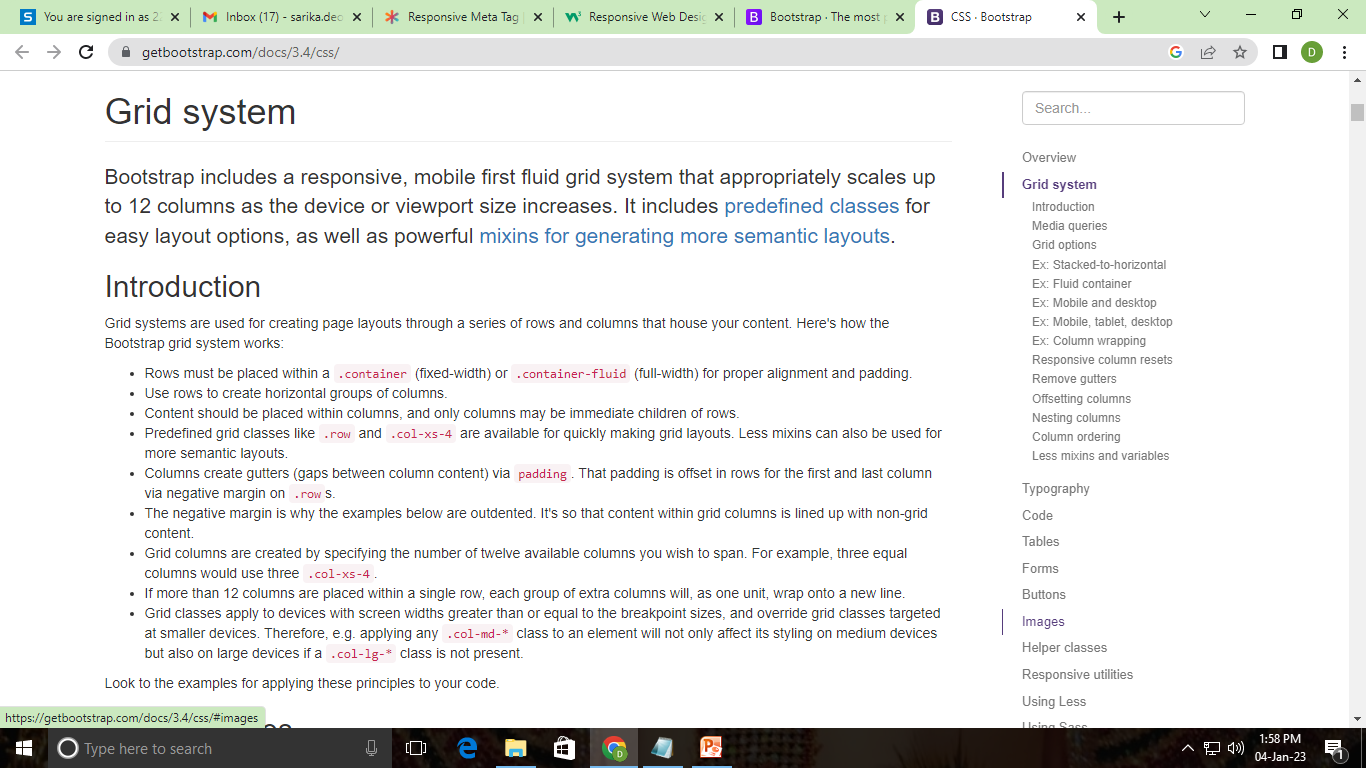 You are signed in as 2
Inbox (17) - sarika.dec
Responsive Meta Tag
Responsive Web Desig
Bootstrap · The most p
CSS · Bootstrap
getbootstrap.com/docs/3.4/css/
D
Grid system
Bootstrap includes a responsive, mobile first fluid grid system that appropriately scales up
to 12 columns as the device or viewport size increases. It includes predefined classes for
easy layout options, as well as powerful mixins for generating more semantic layouts.
Introduction
Grid systems are used for creating page layouts through a series of rows and columns that house your content. Here's how the
Bootstrap grid system works:
• Rows must be placed within a .container (fixed-width) or .container-fluid (full-width) for proper alignment and padding.
• Use rows to create horizontal groups of columns.
• Content should be placed within columns, and only columns may be immediate children of rows.
• Predefined grid classes like .row and .col-xs-4 are available for quickly making grid layouts. Less mixins can also be used for
more semantic layouts.
• Columns create gutters (gaps between column content) via padding. That padding is offset in rows for the first and last column
via negative margin on .rows.
• The negative margin is why the examples below are outdented. It's so that content within grid columns is lined up with non-grid
content.
• Grid columns are created by specifying the number of twelve available columns you wish to span. For example, three equal
columns would use three .col-xs-4.
• If more than 12 columns are placed within a single row, each group of extra columns will, as one unit, wrap onto a new line.
• Grid classes apply to devices with screen widths greater than or equal to the breakpoint sizes, and override grid classes targeted
at smaller devices. Therefore, e.g. applying any .col-md-* class to an element will not only affect its styling on medium devices
but also on large devices if a .col-lg-* class is not present.
Look to the examples for applying these principles to your code.
Search...
Overview
Grid system
Introduction
Media queries
Grid options
Ex: Stacked-to-horizontal
Ex: Fluid container
Ex: Mobile and desktop
Ex: Mobile, tablet, desktop
Ex: Column wrapping
Responsive column resets
Remove gutters
Offsetting columns
Nesting columns
Column ordering
Less mixins and variables
Typography
Code
Tables
Forms
Buttons
Images
Helper classes
Responsive utilities
Using Less
Using Sass
https://getbootstrap.com/docs/3.4/css/#images
Type here to search
1:58 PM
04-Jan-23
1